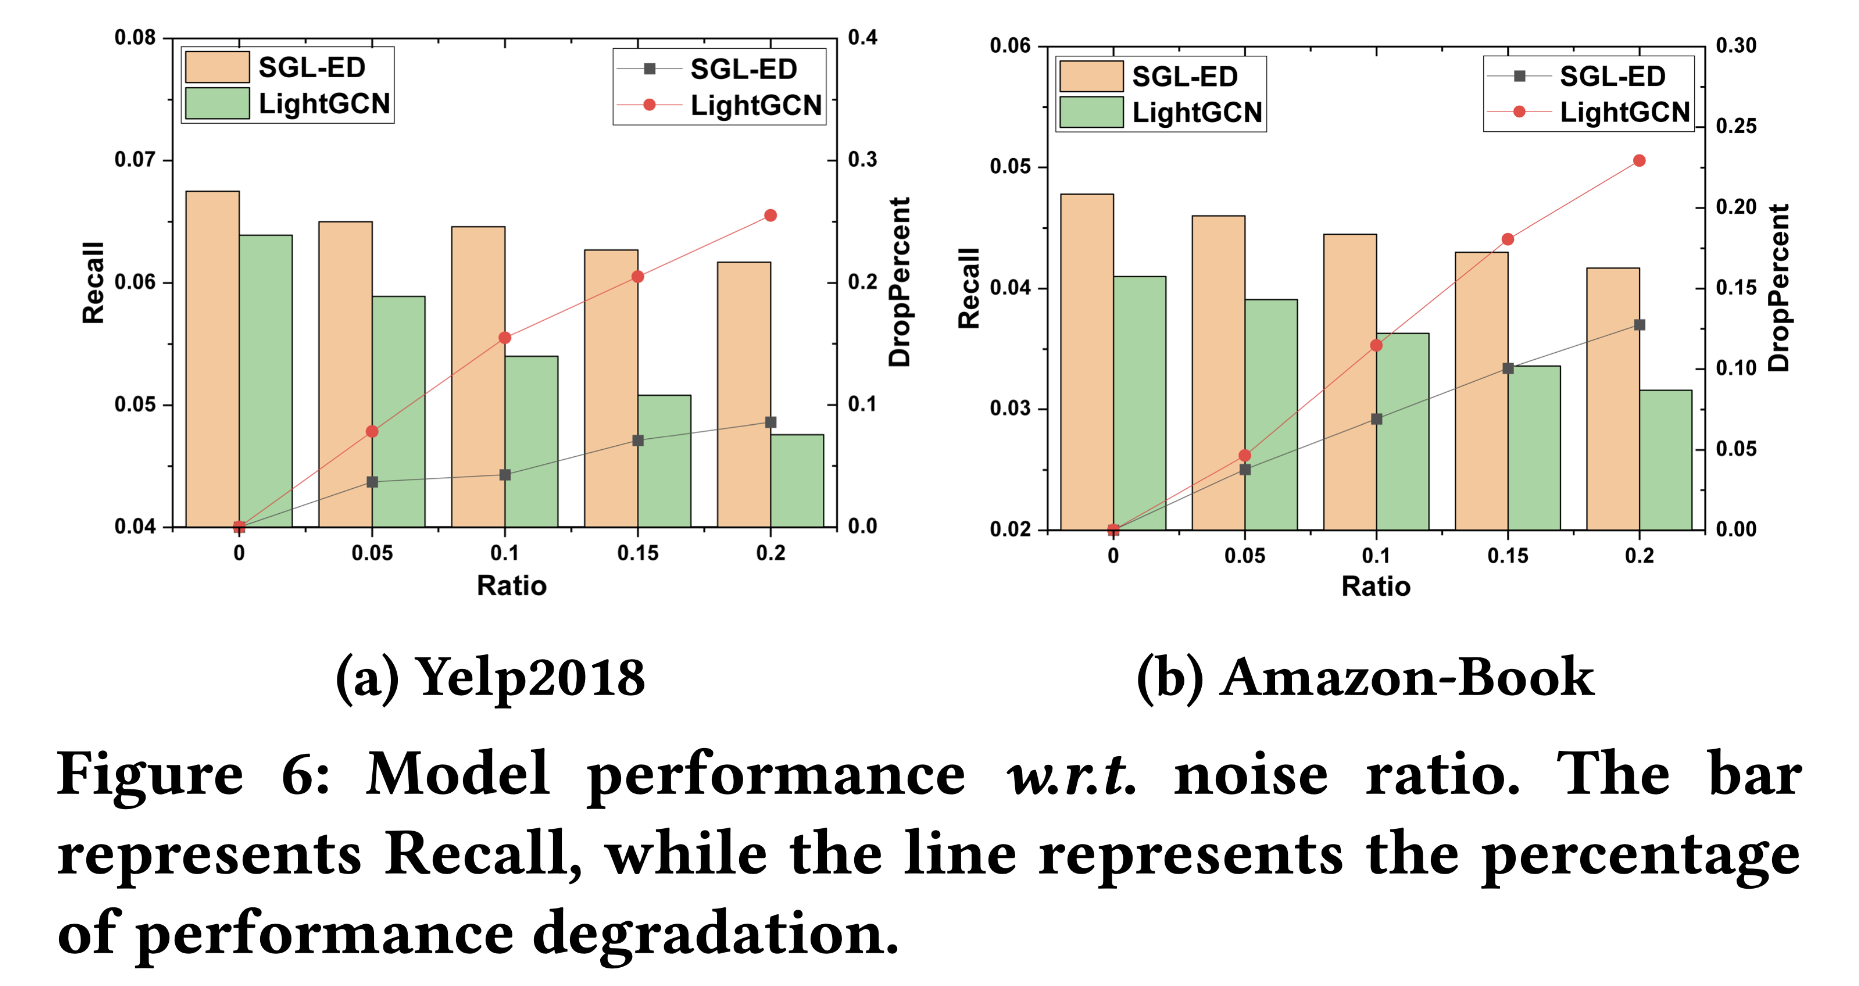 0.08
0.07
0.06
0.05
0.04
Recall
SGL-ED
LightGCN
SGL-ED
LightGCN
0.4
0.3
0.2
0.1
0.0
DropPercent
0 0.05 0.1 0.15 0.2
Ratio
(a) Yelp2018
0.06
0.05
0.04
0.03
0.02
Recall
SGL-ED
LightGCN
SGL-ED
LightGCN
0.30
0.25
0.20
0.15
0.10
0.05
0.00
DropPercent
0 0.05 0.1 0.15 0.2
Ratio
(b) Amazon-Book
Figure 6: Model performance w.r.t. noise ratio. The bar
represents Recall, while the line represents the percentage
of performance degradation.